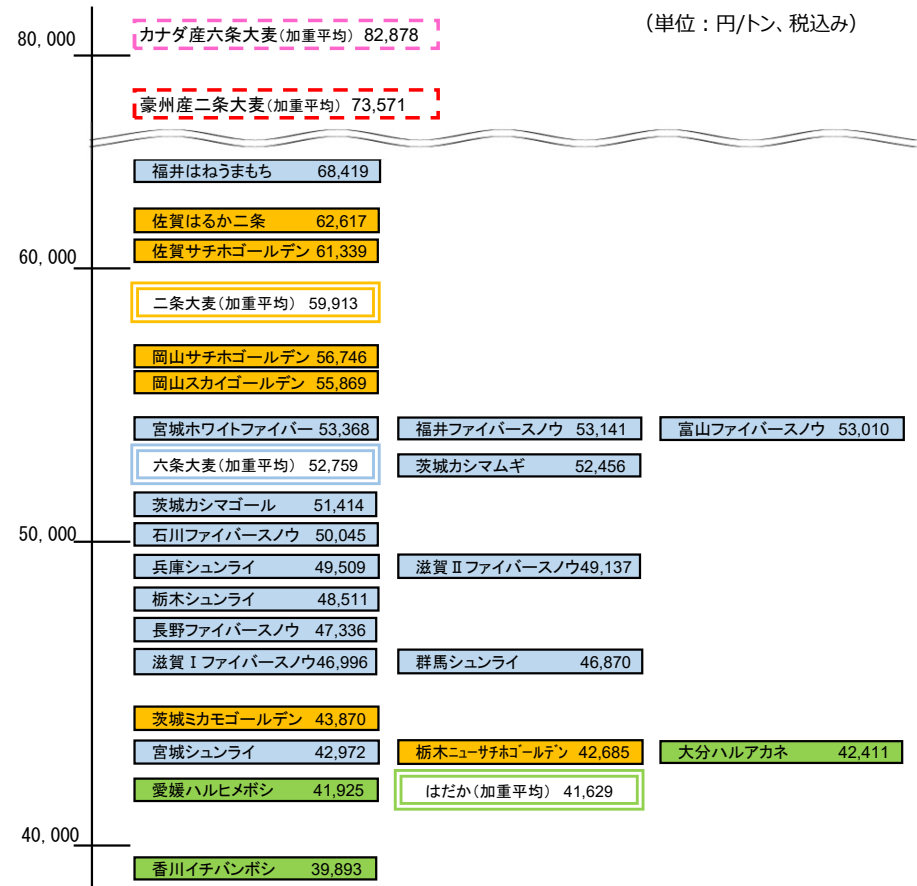 （単位：円/トン、税込み）
80,000
カナダ産六条大麦（加重平均） 82,878
豪州産二条大麦（加重平均） 73,571
福井はねうまもち 68,419
佐賀はるか二条 62,617
佐賀サチホゴールデン 61,339
60,000
二条大麦（加重平均） 59,913
岡山サチホゴールデン 56,746
岡山スカイゴールデン 55,869
宮城ホワイトファイバー 53,368 福井ファイバースノウ 53,141 富山ファイバースノウ 53,010
六条大麦（加重平均） 52,759 茨城カシマムギ 52,456
茨城カシマゴール 51,414
50,000
石川ファイバースノウ 50,045
兵庫シュンライ 49,509 滋賀Ⅱファイバースノウ49,137
栃木シュンライ 48,511
長野ファイバースノウ 47,336
滋賀Ⅰファイバースノウ46,996 群馬シュンライ 46,870
茨城ミカモゴールデン 43,870
宮城シュンライ 42,972 栃木ニューサチホゴールデン 42,685 大分ハルアカネ 42,411
愛媛ハルヒメボシ 41,925 はだか（加重平均） 41,629
40,000
香川イチバンボシ 39,893